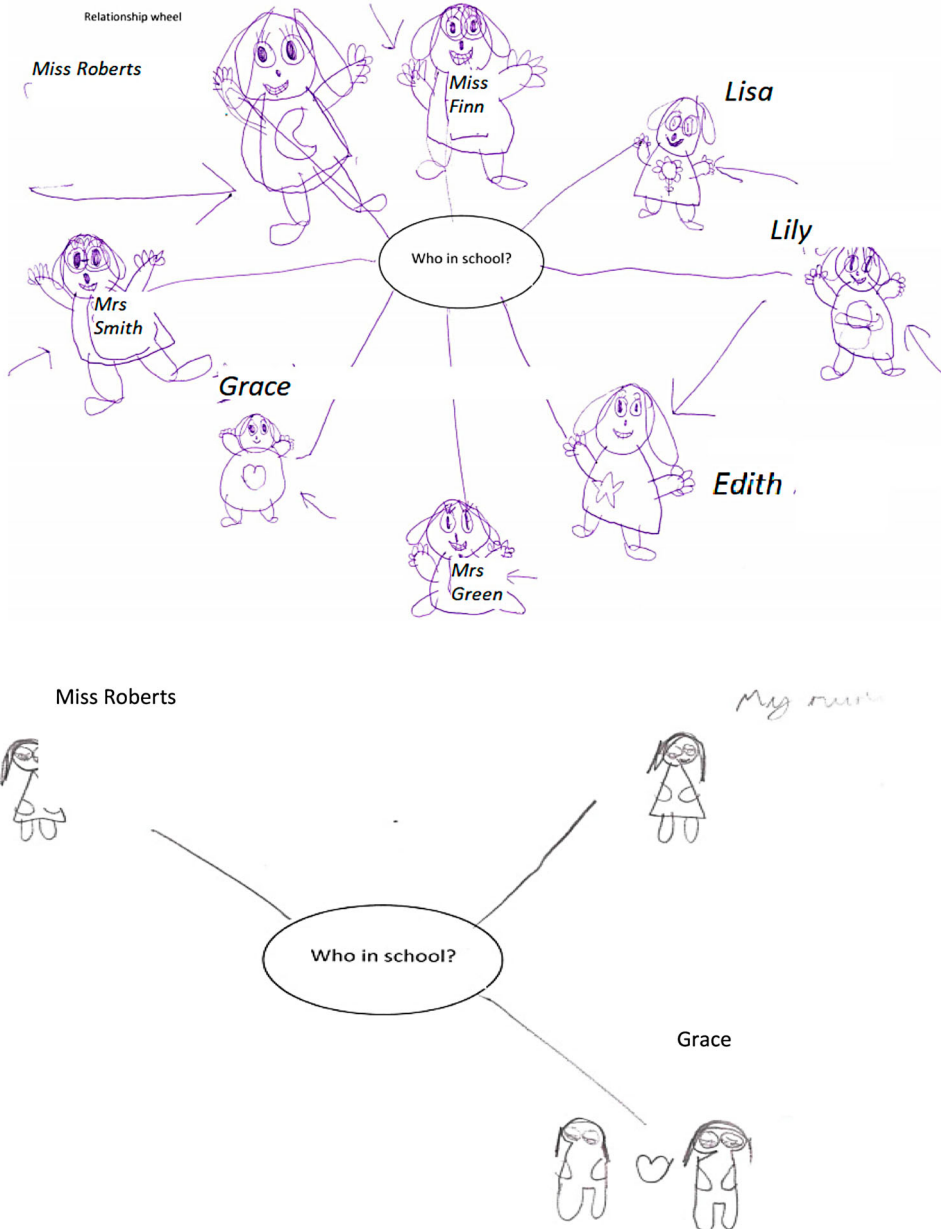 Relationship wheel
Miss Roberts
Miss
Finn
Lisa
Lily
Who in school?
Mrs
Smith
Grace
Edith
Mrs
Green
Miss Roberts
My
Who in school?
Grace